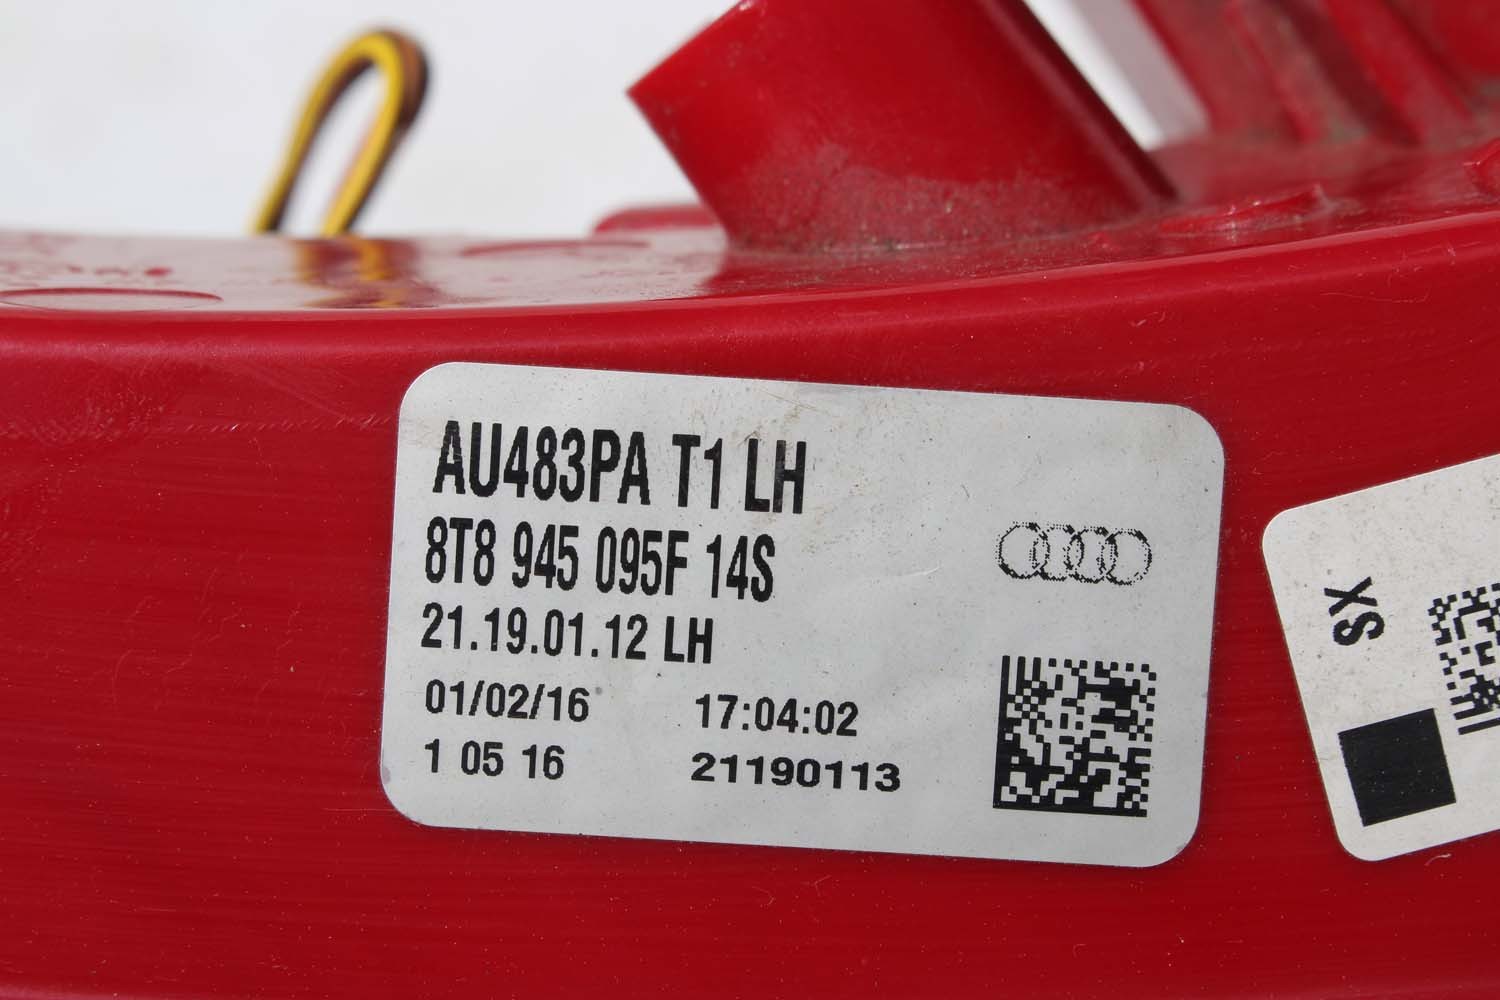 AU483PA T1 LH
8T8 945 095F 14S
21.19.01.12 LH
01/02/16 17:04:02
1 05 16 21190113
SX